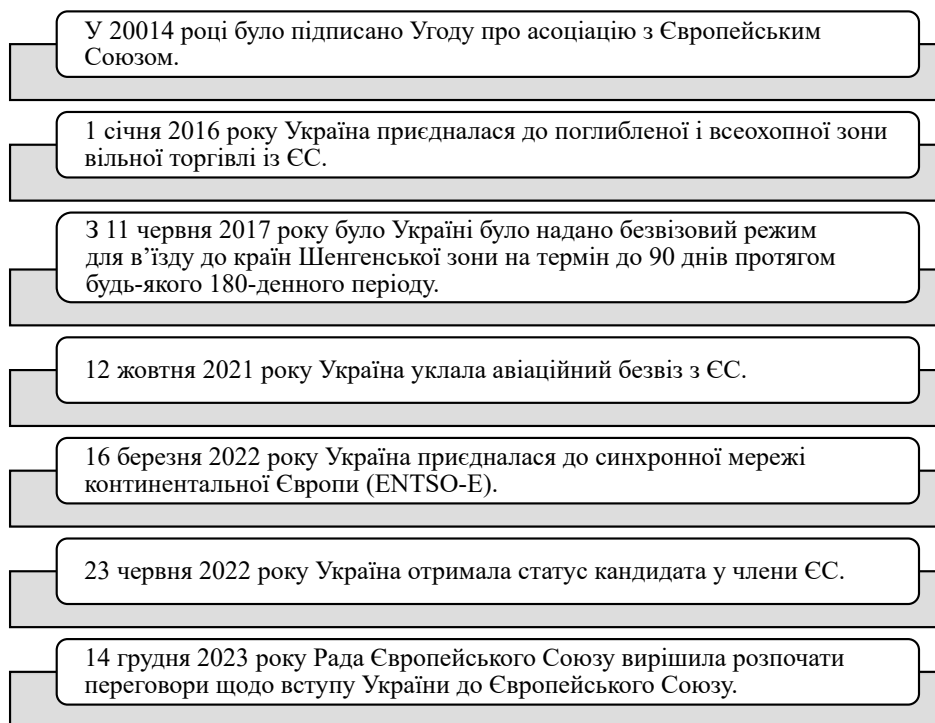 У 20014 році було підписано Угоду про асоціацію з Європейським
Союзом.
1 січня 2016 року Україна приєдналася до поглибленої і всеохопної зони
вільної торгівлі із ЄС.
З 11 червня 2017 року було Україні було надано безвізовий режим
для в’їзду до країн Шенгенської зони на термін до 90 днів протягом
будь-якого 180-денного періоду.
12 жовтня 2021 року Україна уклала авіаційний безвіз з ЄС.
16 березня 2022 року Україна приєдналася до синхронної мережі
континентальної Європи (ENTSO-E).
23 червня 2022 року Україна отримала статус кандидата у члени ЄС.
14 грудня 2023 року Рада Європейського Союзу вирішила розпочати
переговори щодо вступу України до Європейського Союзу.